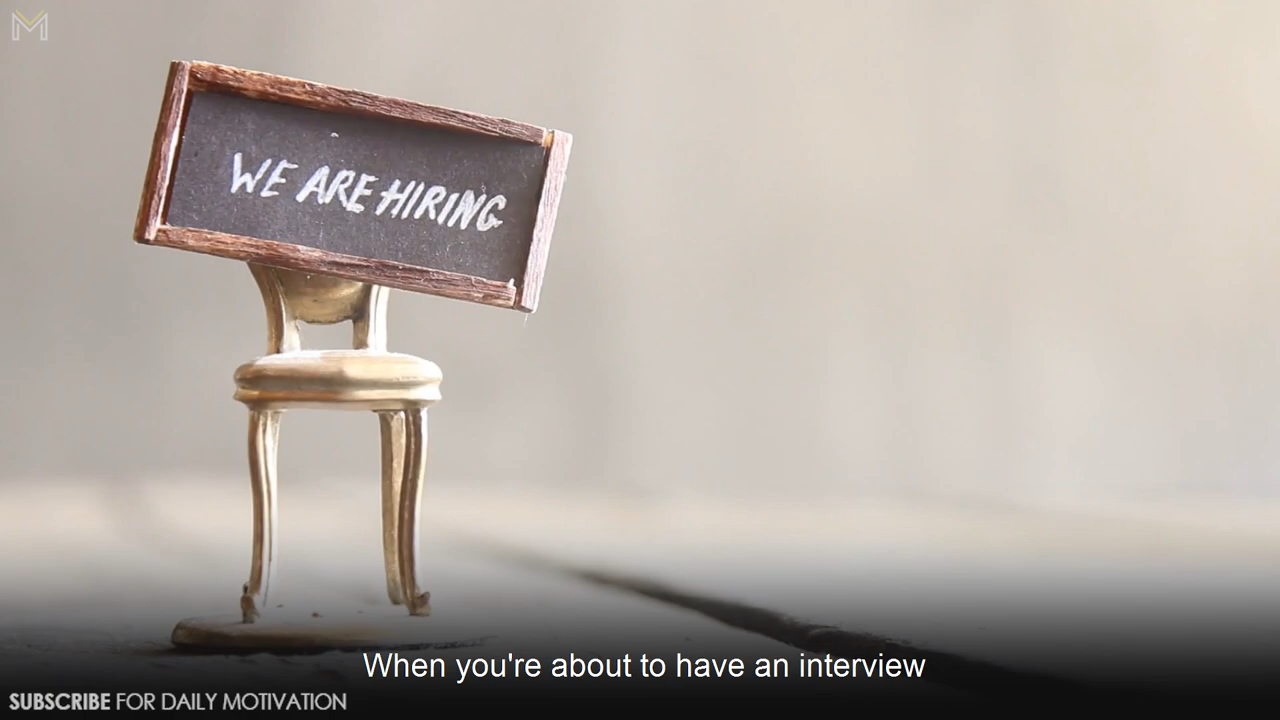 M
WE ARE HIRING
When you're about to have an interview
SUBSCRIBE FOR DAILY MOTIVATION